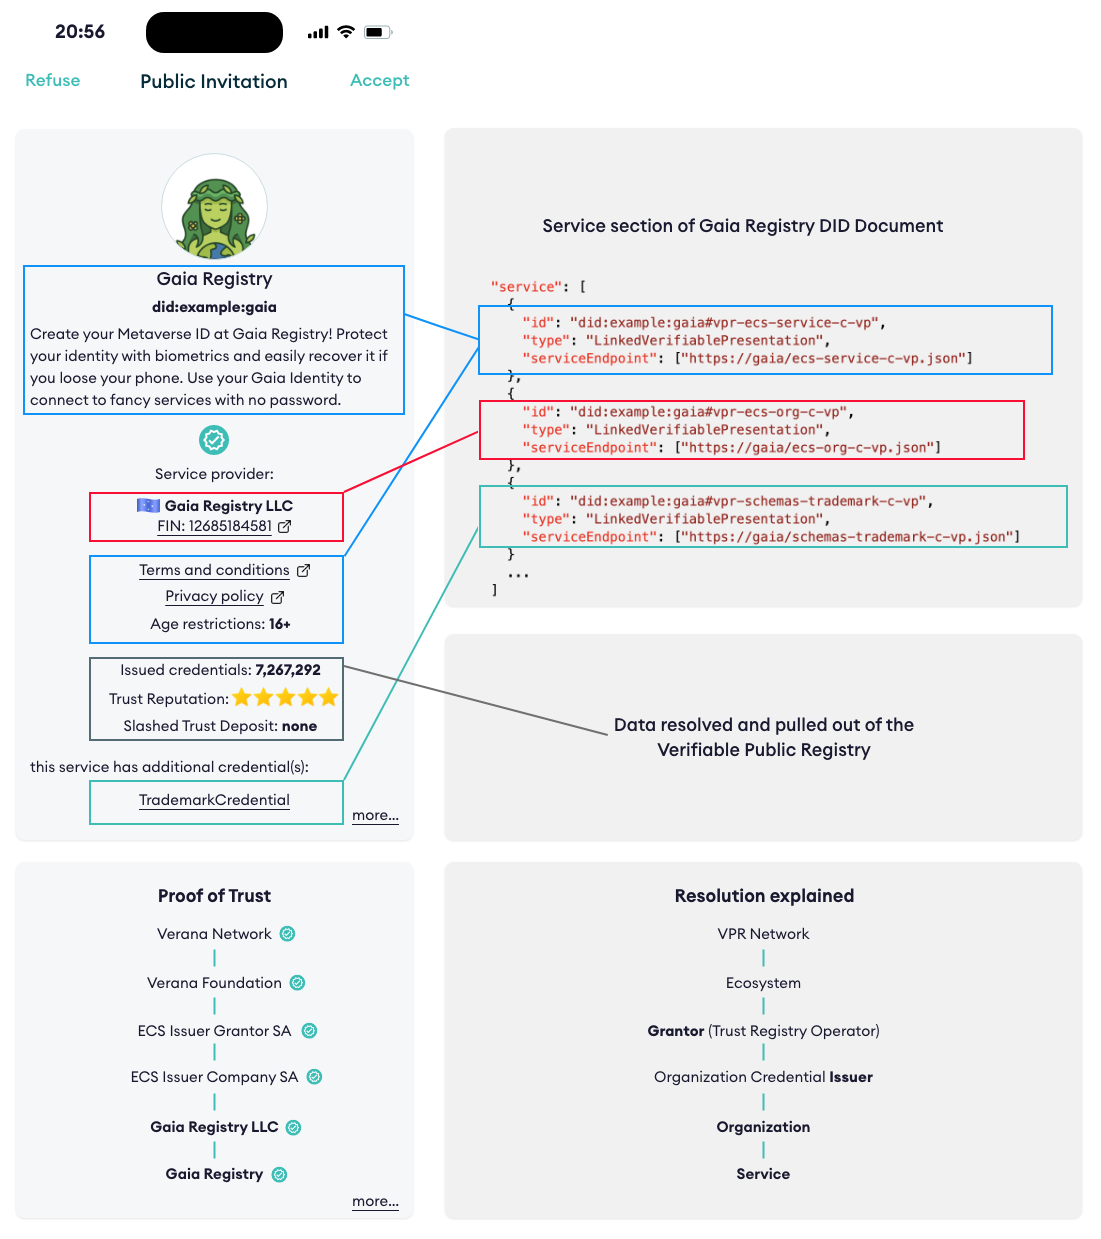 20:56
Refuse
Public Invitation
Accept
Gaia Registry
did:example:gaia
Create your Metaverse ID at Gaia Registry! Protect
your identity with biometrics and easily recover it if
you loose your phone. Use your Gaia Identity to
connect to fancy services with no password.
Service provider:
Gaia Registry LLC
FIN: 12685184581
Terms and conditions
Privacy policy
Age restrictions: 16+
Issued credentials: 7,267,292
Trust Reputation:
Slashed Trust Deposit: none
this service has additional credential(s):
TrademarkCredential
more...
Service section of Gaia Registry DID Document
"service": [
{
"id": "did:example:gaia#vpr-ecs-service-c-vp",
"type": "LinkedVerifiablePresentation",
"serviceEndpoint": ["https://gaia/ecs-service-c-vp.json"]
},
{
"id": "did:example:gaia#vpr-ecs-org-c-vp",
"type": "LinkedVerifiablePresentation",
"serviceEndpoint": ["https://gaia/ecs-org-c-vp.json"]
},
{
"id": "did:example:gaia#vpr-schemas-trademark-c-vp",
"type": "LinkedVerifiablePresentation",
"serviceEndpoint": ["https://gaia/schemas-trademark-c-vp.json"]
}
...
]
Data resolved and pulled out of the
Verifiable Public Registry
Proof of Trust
Verana Network
Verana Foundation
ECS Issuer Grantor SA
ECS Issuer Company SA
Gaia Registry LLC
Gaia Registry
more...
Resolution explained
VPR Network
Ecosystem
Grantor (Trust Registry Operator)
Organization Credential Issuer
Organization
Service